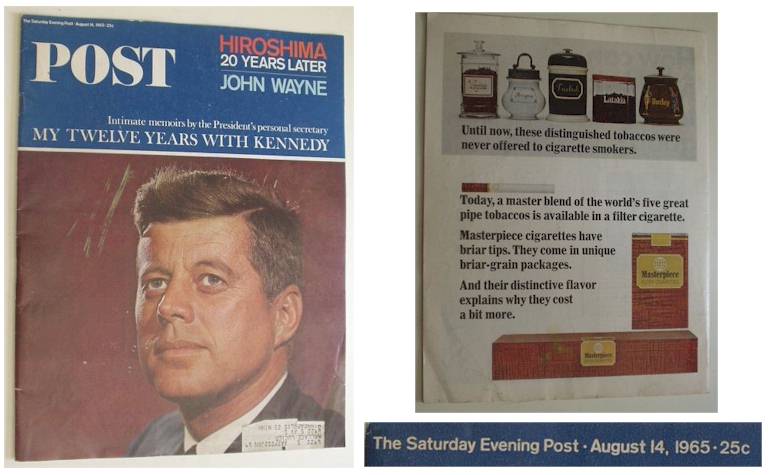 The Saturday Evening Post · August 14, 1965 · 25c
POST
HIROSHIMA
20 YEARS LATER
JOHN WAYNE
Intimate memoirs by the President's personal secretary
MY TWELVE YEARS WITH KENNEDY
Latakia
Burley
Until now, these distinguished tobaccos were
never offered to cigarette smokers.
Today, a master blend of the world's five great
pipe tobaccos is available in a filter cigarette.
Masterpiece cigarettes have
briar tips. They come in unique
briar-grain packages.
And their distinctive flavor
explains why they cost
a bit more.
Masterpiece
Masterpiece
The Saturday Evening Post · August 14, 1965 · 25c